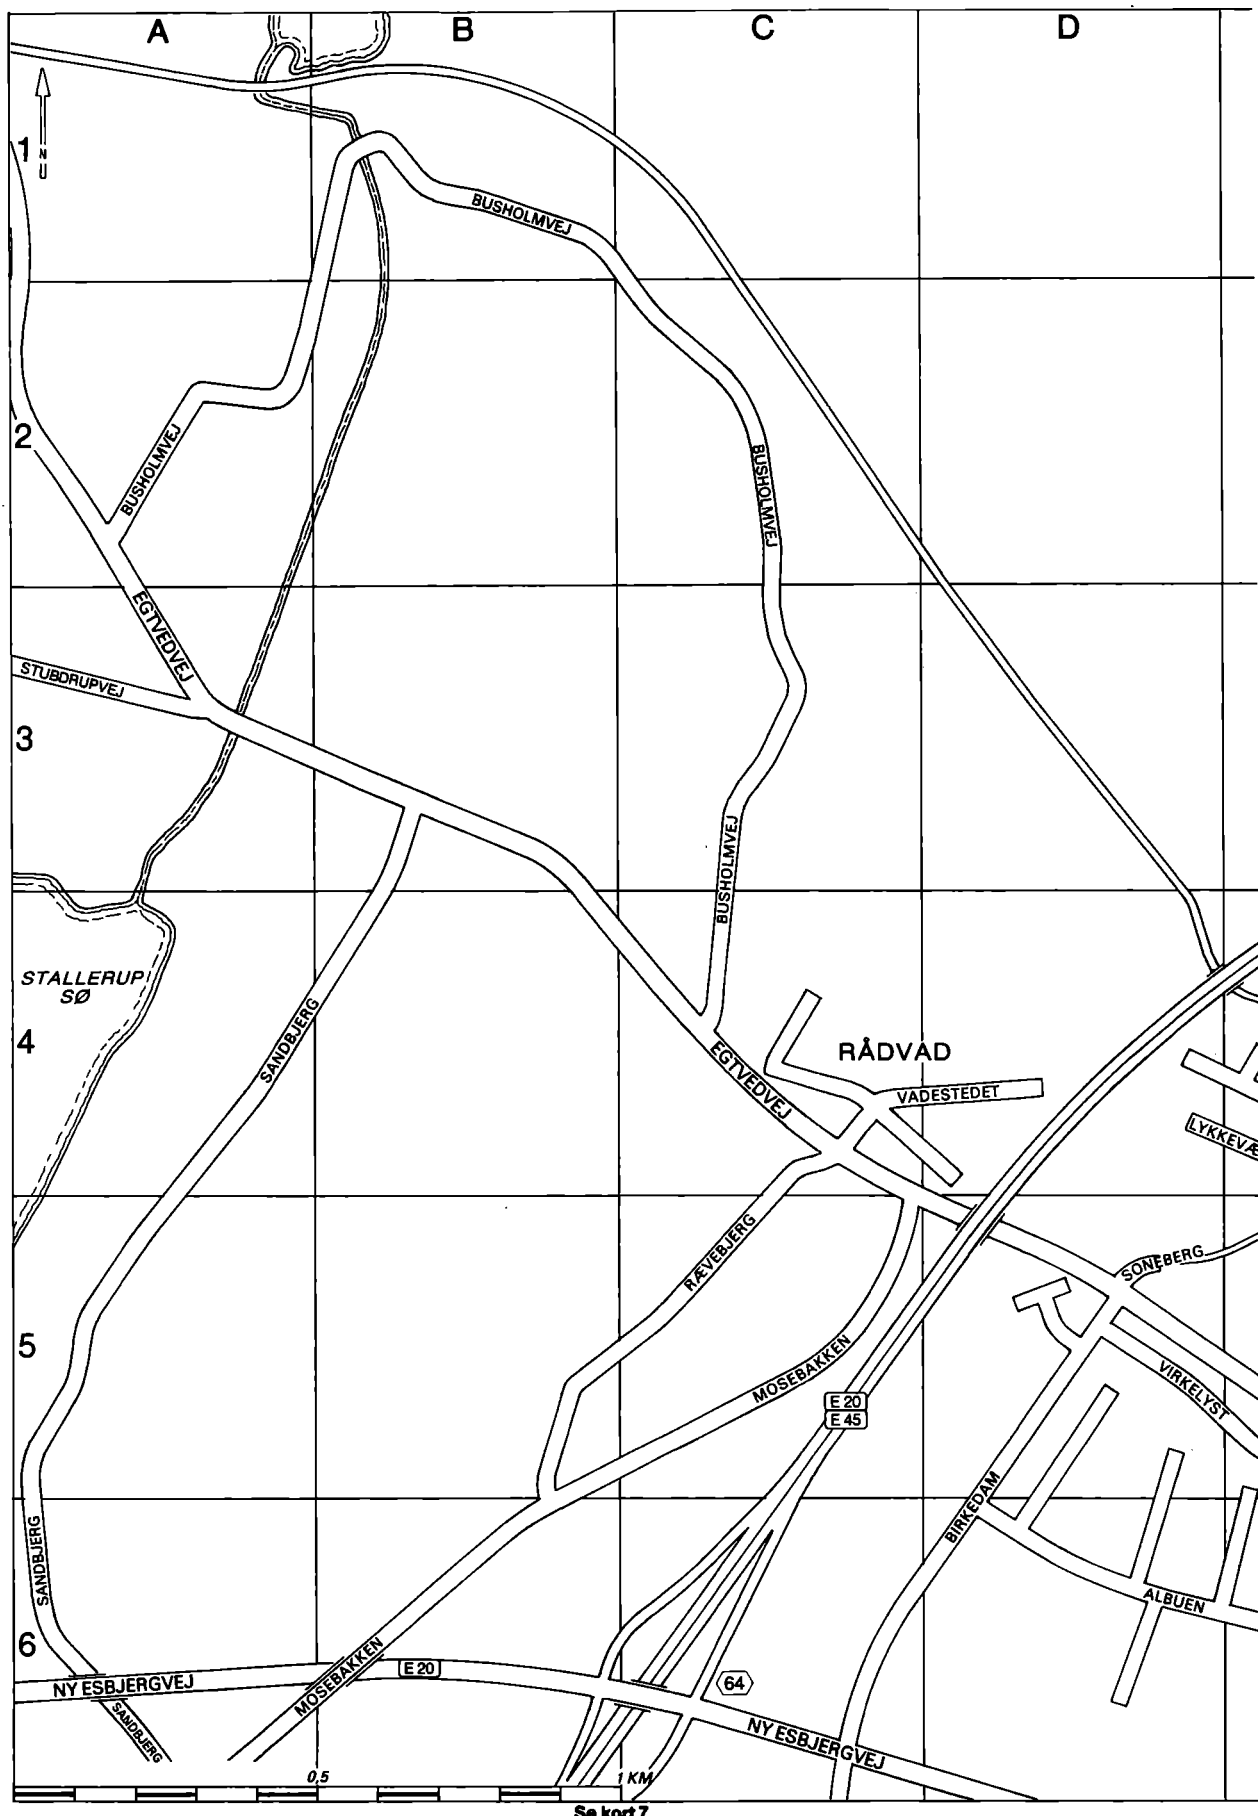 A
B
C
D
1
N
BUSHOLMVEJ
2
BUSHOLMVEJ
BUSHOLMVEJ
EGTVEDVEJ
STUBDRUPVEJ
3
BUSHOLMVEJ
STALLERUP
SØ
SANDBJERG
4
RÅDVAD
EGTVEDVEJ
VADESTEDET
LYKKEVÆ
RÆVEBJERG
SONEBERG
5
MOSEBAKKEN
VIRKELYST
E 20
E 45
BIRKEDAM
SANDBJERG
ALBUEN
6
MOSEBAKKEN
E 20
NY ESBJERGVEJ
64
SANDBJERG
NY ESBJERGVEJ
0,5
1 KM
Se kort 7